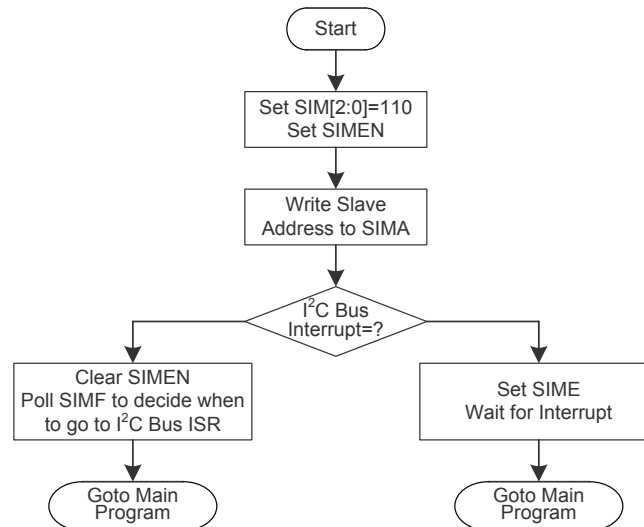 Start
Set SIM[2:0]=110
Set SIMEN
Write Slave
Address to SIMA
I²C Bus
Interrupt=?
Clear SIMEN
Poll SIMF to decide when
to go to I²C Bus ISR
Set SIME
Wait for Interrupt
Goto Main
Program
Goto Main
Program